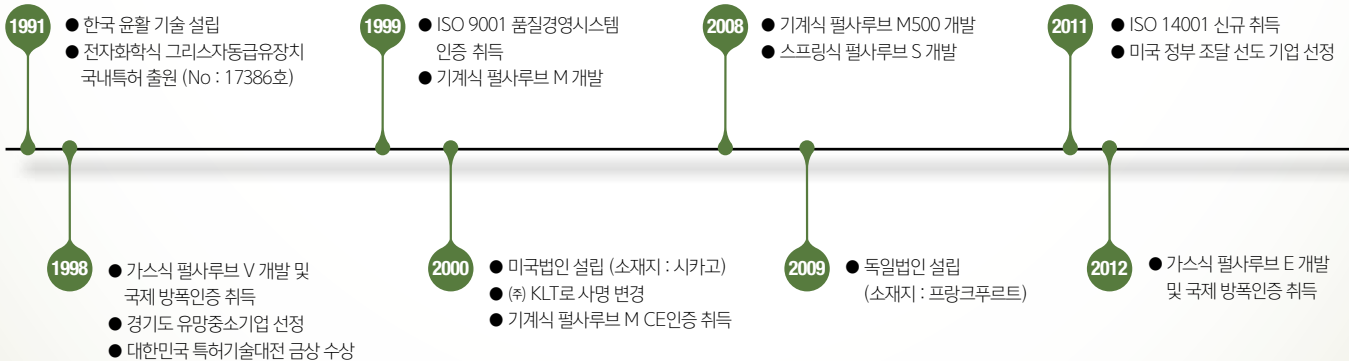 1991
● 한국 윤활 기술 설립
● 전자화학식 그리스자동급유장치
국내특허 출원 (No : 17386호)
1998
● 가스식 펄사루브 V 개발 및
국제 방폭인증 취득
● 경기도 유망중소기업 선정
● 대한민국 특허기술대전 금상 수상
1999
● ISO 9001 품질경영시스템
인증 취득
● 기계식 펄사루브 M 개발
2000
● 미국법인 설립 (소재지 : 시카고)
● ㈜ KLT로 사명 변경
● 기계식 펄사루브 M CE인증 취득
2008
● 기계식 펄사루브 M500 개발
● 스프링식 펄사루브 S 개발
2009
● 독일법인 설립
(소재지 : 프랑크푸르트)
2011
● ISO 14001 신규 취득
● 미국 정부 조달 선도 기업 선정
2012
● 가스식 펄사루브 E 개발
및 국제 방폭인증 취득